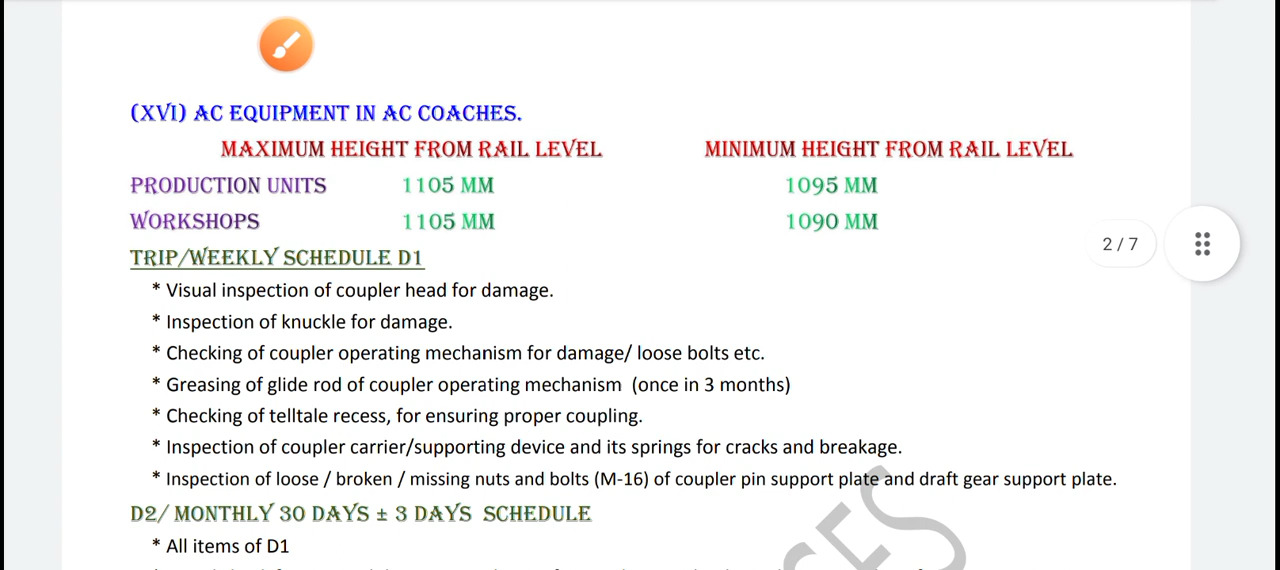 (XVI) AC EQUIPMENT IN AC COACHES.
MAXIMUM HEIGHT FROM RAIL LEVEL MINIMUM HEIGHT FROM RAIL LEVEL
PRODUCTION UNITS 1105 MM 1095 MM
WORKSHOPS 1105 MM 1090 MM
2 / 7
TRIP/WEEKLY SCHEDULE D1
* Visual inspection of coupler head for damage.
* Inspection of knuckle for damage.
* Checking of coupler operating mechanism for damage/ loose bolts etc.
* Greasing of glide rod of coupler operating mechanism (once in 3 months)
* Checking of telltale recess, for ensuring proper coupling.
* Inspection of coupler carrier/supporting device and its springs for cracks and breakage.
* Inspection of loose / broken / missing nuts and bolts (M-16) of coupler pin support plate and draft gear support plate.
D2/ MONTHLY 30 DAYS ± 3 DAYS SCHEDULE
* All items of D1